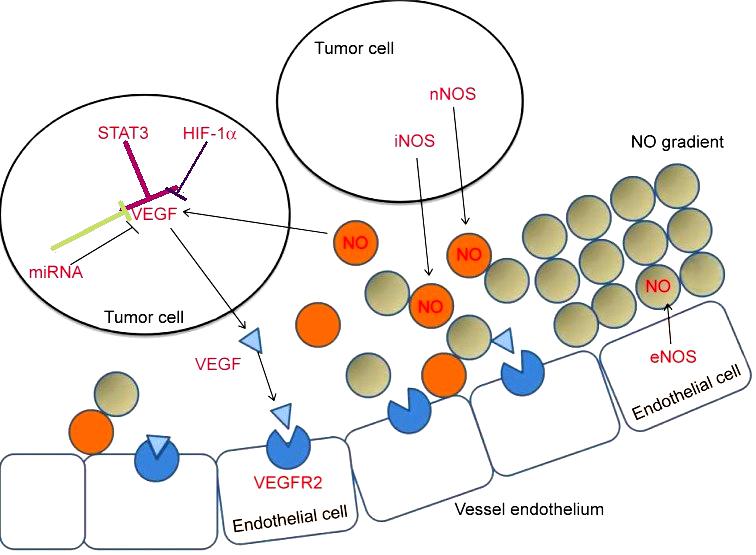 Tumor cell
nNOS
iNOS
STAT3
HIF-1α
NO gradient
VEGF
miRNA
NO
NO
NO
NO
Tumor cell
VEGF
eNOS
Endothelial cell
VEGFR2
Endothelial cell
Vessel endothelium